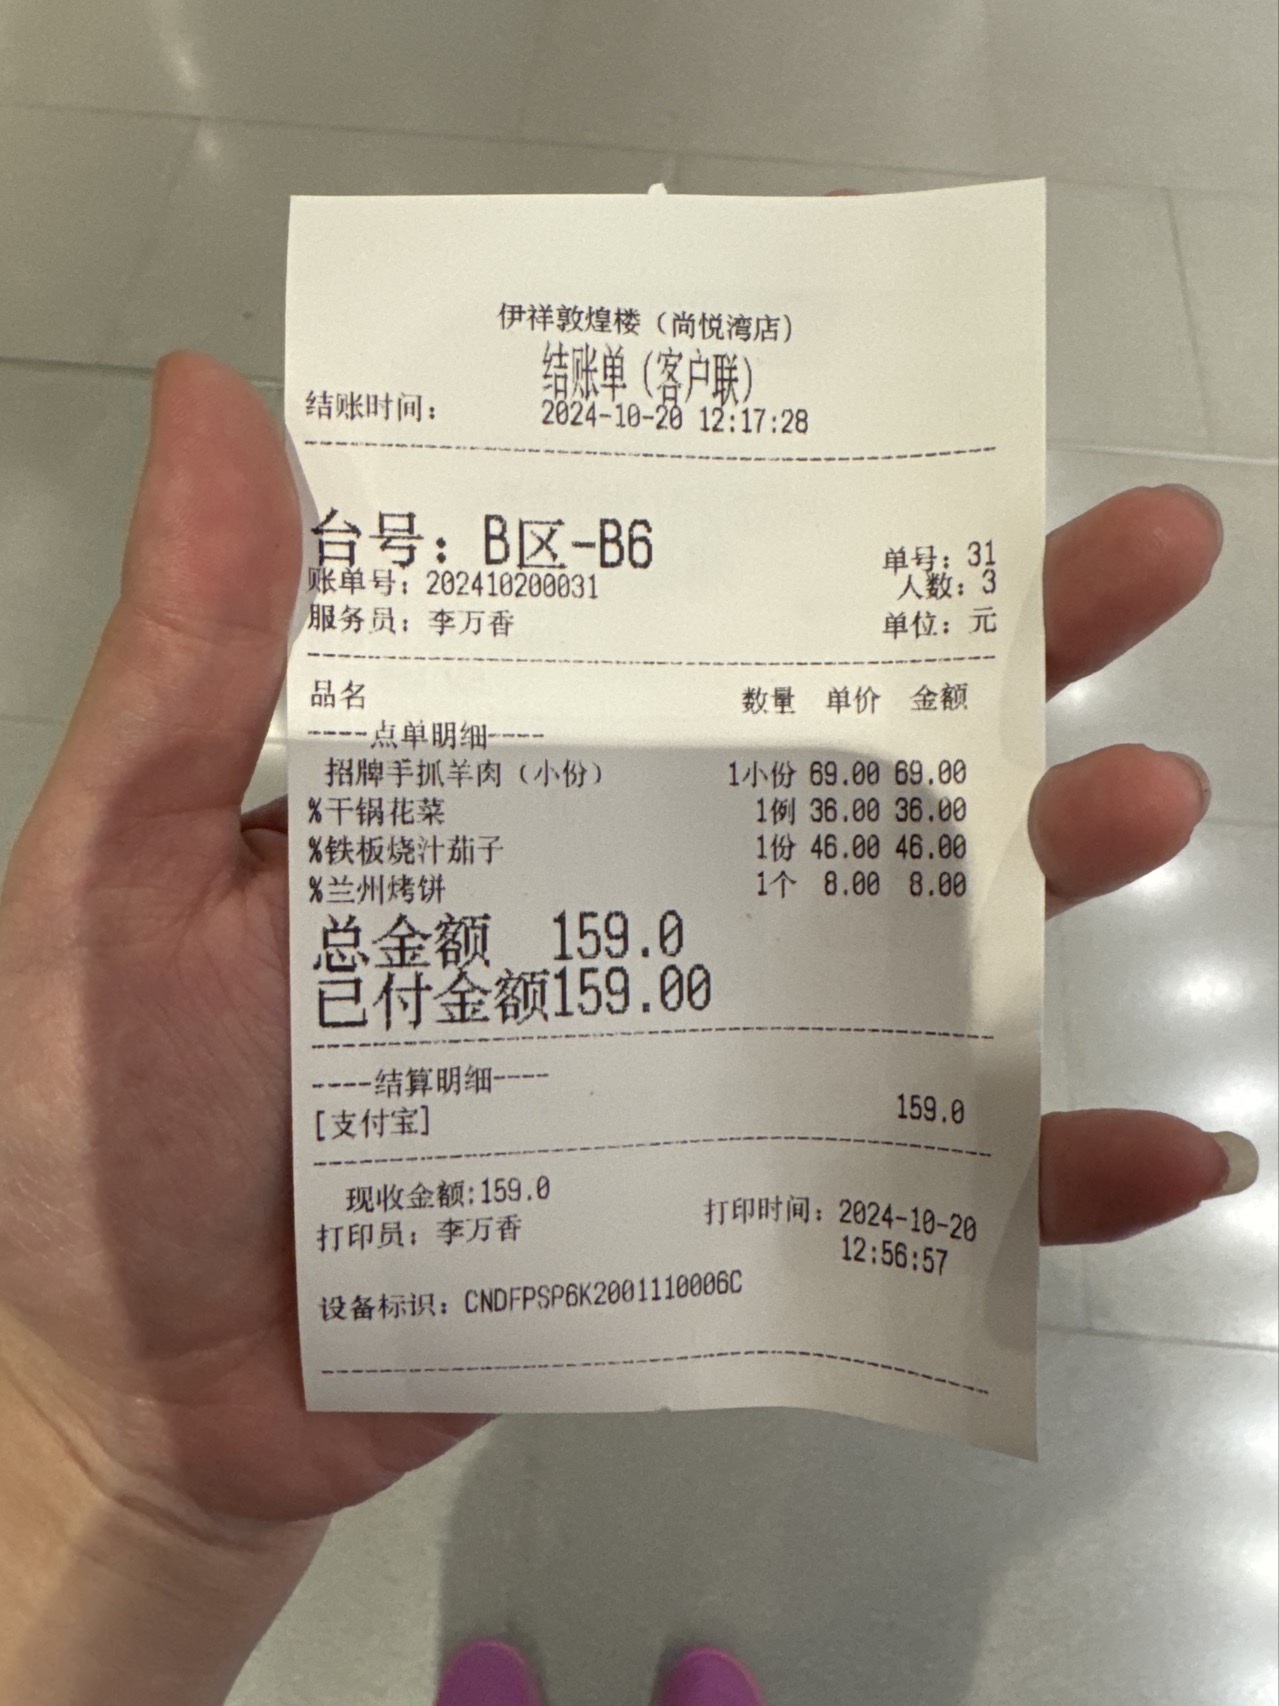 伊祥敦煌楼（尚悦湾店）
结账单（客户联）
结账时间： 2024-10-20 12:17:28
台号：B区-B6
单号：31
账单号：202410200031 人数：3
服务员：李万香 单位：元
品名 数量 单价 金额
----点单明细----
招牌手抓羊肉（小份） 1小份 69.00 69.00
%干锅花菜 1例 36.00 36.00
%铁板烧汁茄子 1份 46.00 46.00
%兰州烤饼 1个 8.00 8.00
总金额 159.0
已付金额159.00
----结算明细----
[支付宝] 159.0
现收金额:159.0
打印员：李万香 打印时间：2024-10-20
12:56:57
设备标识：CNDFPSP6K2001110006C